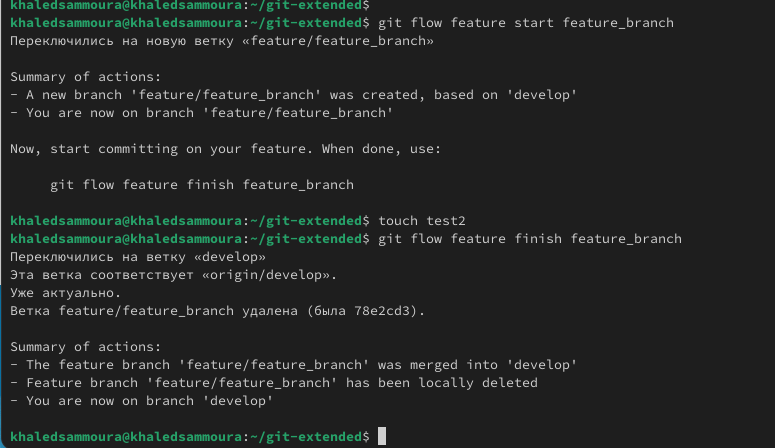 khaledsammoura@khaledsammoura:~/git-extended$
khaledsammoura@khaledsammoura:~/git-extended$ git flow feature start feature_branch
Переключились на новую ветку «feature/feature_branch»
Summary of actions:
- A new branch 'feature/feature_branch' was created, based on 'develop'
- You are now on branch 'feature/feature_branch'
Now, start committing on your feature. When done, use:
git flow feature finish feature_branch
khaledsammoura@khaledsammoura:~/git-extended$ touch test2
khaledsammoura@khaledsammoura:~/git-extended$ git flow feature finish feature_branch
Переключились на ветку «develop»
Эта ветка соответствует «origin/develop».
Уже актуально.
Ветка feature/feature_branch удалена (была 78e2cd3).
Summary of actions:
- The feature branch 'feature/feature_branch' was merged into 'develop'
- Feature branch 'feature/feature_branch' has been locally deleted
- You are now on branch 'develop'
khaledsammoura@khaledsammoura:~/git-extended$